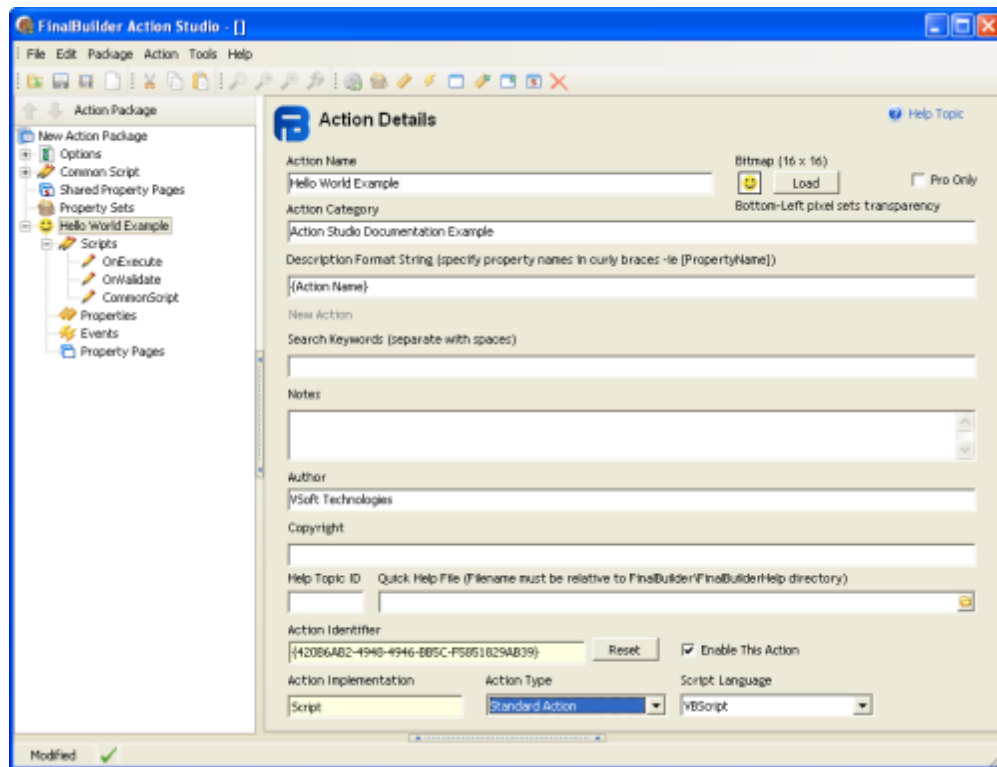 FinalBuilder Action Studio - []
File Edit Package Action Tools Help
Action Package
New Action Package
Options
Common Script
Shared Property Pages
Property Sets
Hello World Example
Scripts
OnExecute
OnValidate
CommonScript
Properties
Events
Property Pages
Action Details
Help Topic
Action Name
Bitmap (16 x 16)
Hello World Example
Load
Pro Only
Action Category
Bottom-Left pixel sets transparency
Action Studio Documentation Example
Description Format String (specify property names in curly braces -ie {PropertyName})
{Action Name}
New Action
Search Keywords (separate with spaces)
Notes
Author
VSoft Technologies
Copyright
Help Topic ID Quick Help File (Filename must be relative to FinalBuilder\FinalBuilderHelp directory)
Action Identifier
Reset
Enable This Action
Action Implementation Action Type Script Language
Script Standard Action VBScript
Modified